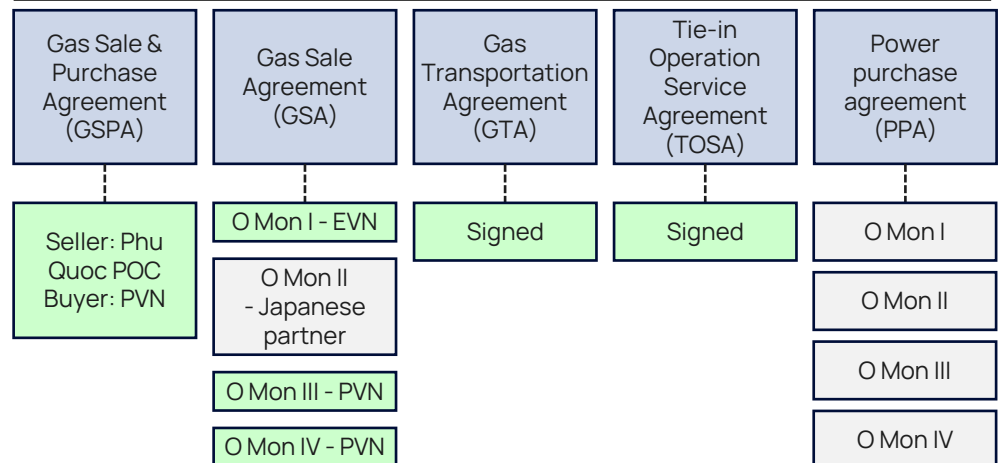 Gas Sale &
Purchase
Agreement
(GSPA)
Gas Sale
Agreement
(GSA)
Gas
Transportation
Agreement
(GTA)
Tie-in
Operation
Service
Agreement
(TOSA)
Power
purchase
agreement
(PPA)
Seller: Phu
Quoc POC
Buyer: PVN
O Mon I - EVN
O Mon II
- Japanese
partner
O Mon III - PVN
O Mon IV - PVN
Signed
Signed
O Mon I
O Mon II
O Mon III
O Mon IV